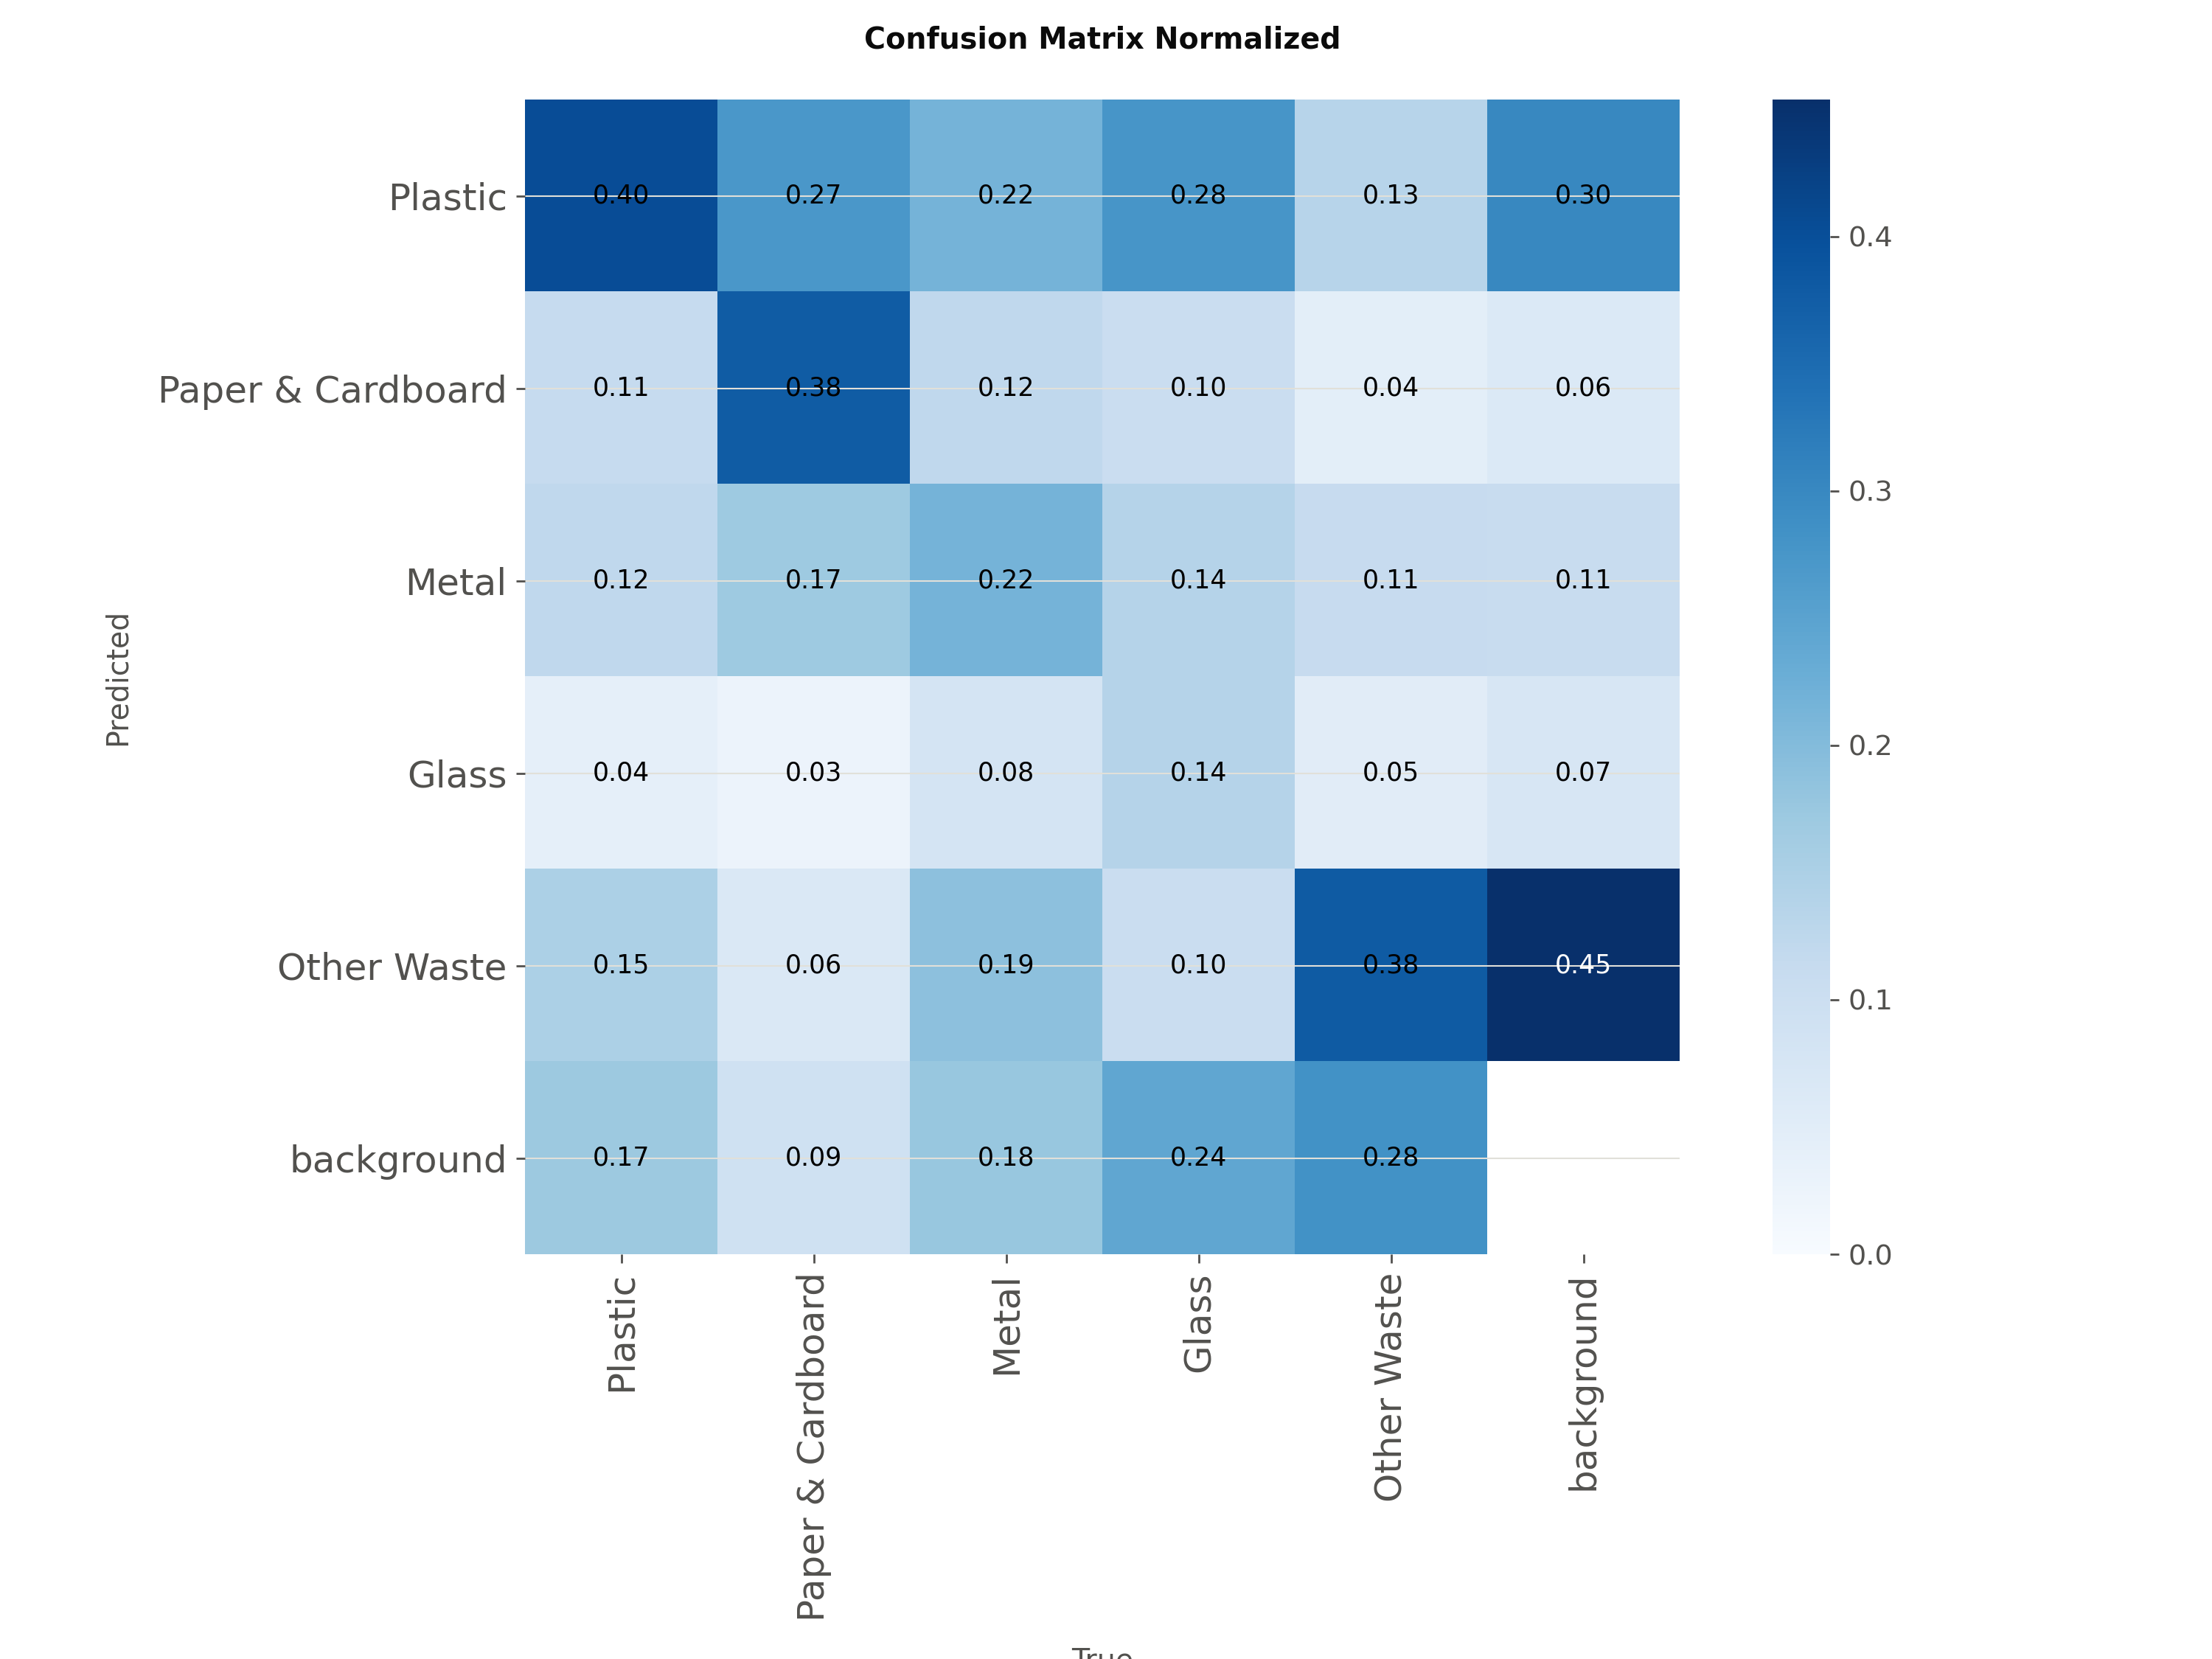 Confusion Matrix Normalized
Plastic 0.40 0.27 0.22 0.28 0.13 0.30
Paper & Cardboard 0.11 0.38 0.12 0.10 0.04 0.06
Metal 0.12 0.17 0.22 0.14 0.11 0.11
Glass 0.04 0.03 0.08 0.14 0.05 0.07
Other Waste 0.15 0.06 0.19 0.10 0.38 0.45
background 0.17 0.09 0.18 0.24 0.28
Predicted
Plastic
Paper & Cardboard
Metal
Glass
Other Waste
background
True
0.4
0.3
0.2
0.1
0.0